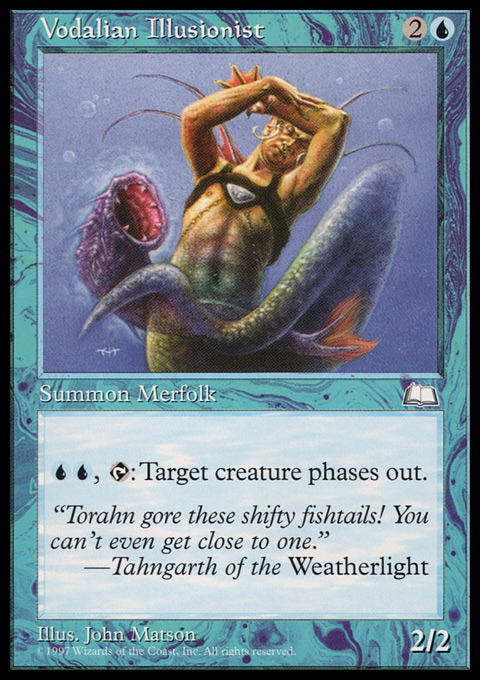 Vodalian Illusionist 2
Summon Merfolk
, : Target creature phases out.
“Torahn gore these shifty fishtails! You
can’t even get close to one.”
—Tahngarth of the Weatherlight
Illus. John Matson
2/2
©1997 Wizards of the Coast, Inc. All rights reserved.